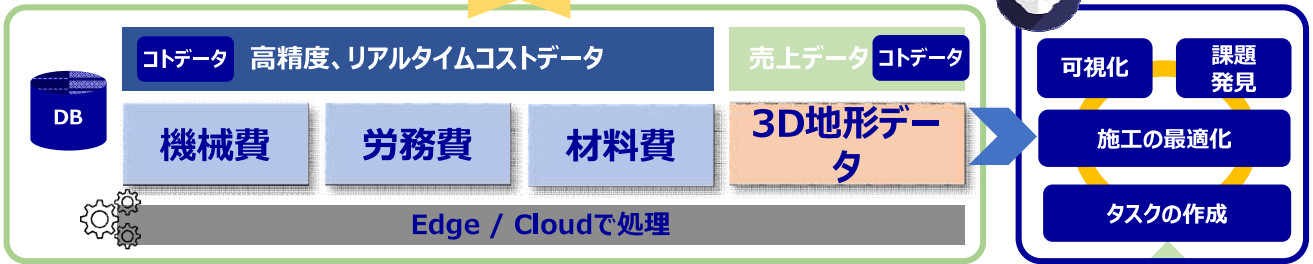 コトデータ 高精度、リアルタイムコストデータ
売上データ コトデータ
DB
機械費 労務費 材料費
3D地形デー
タ
Edge / Cloudで処理
可視化
課題
発見
施工の最適化
タスクの作成